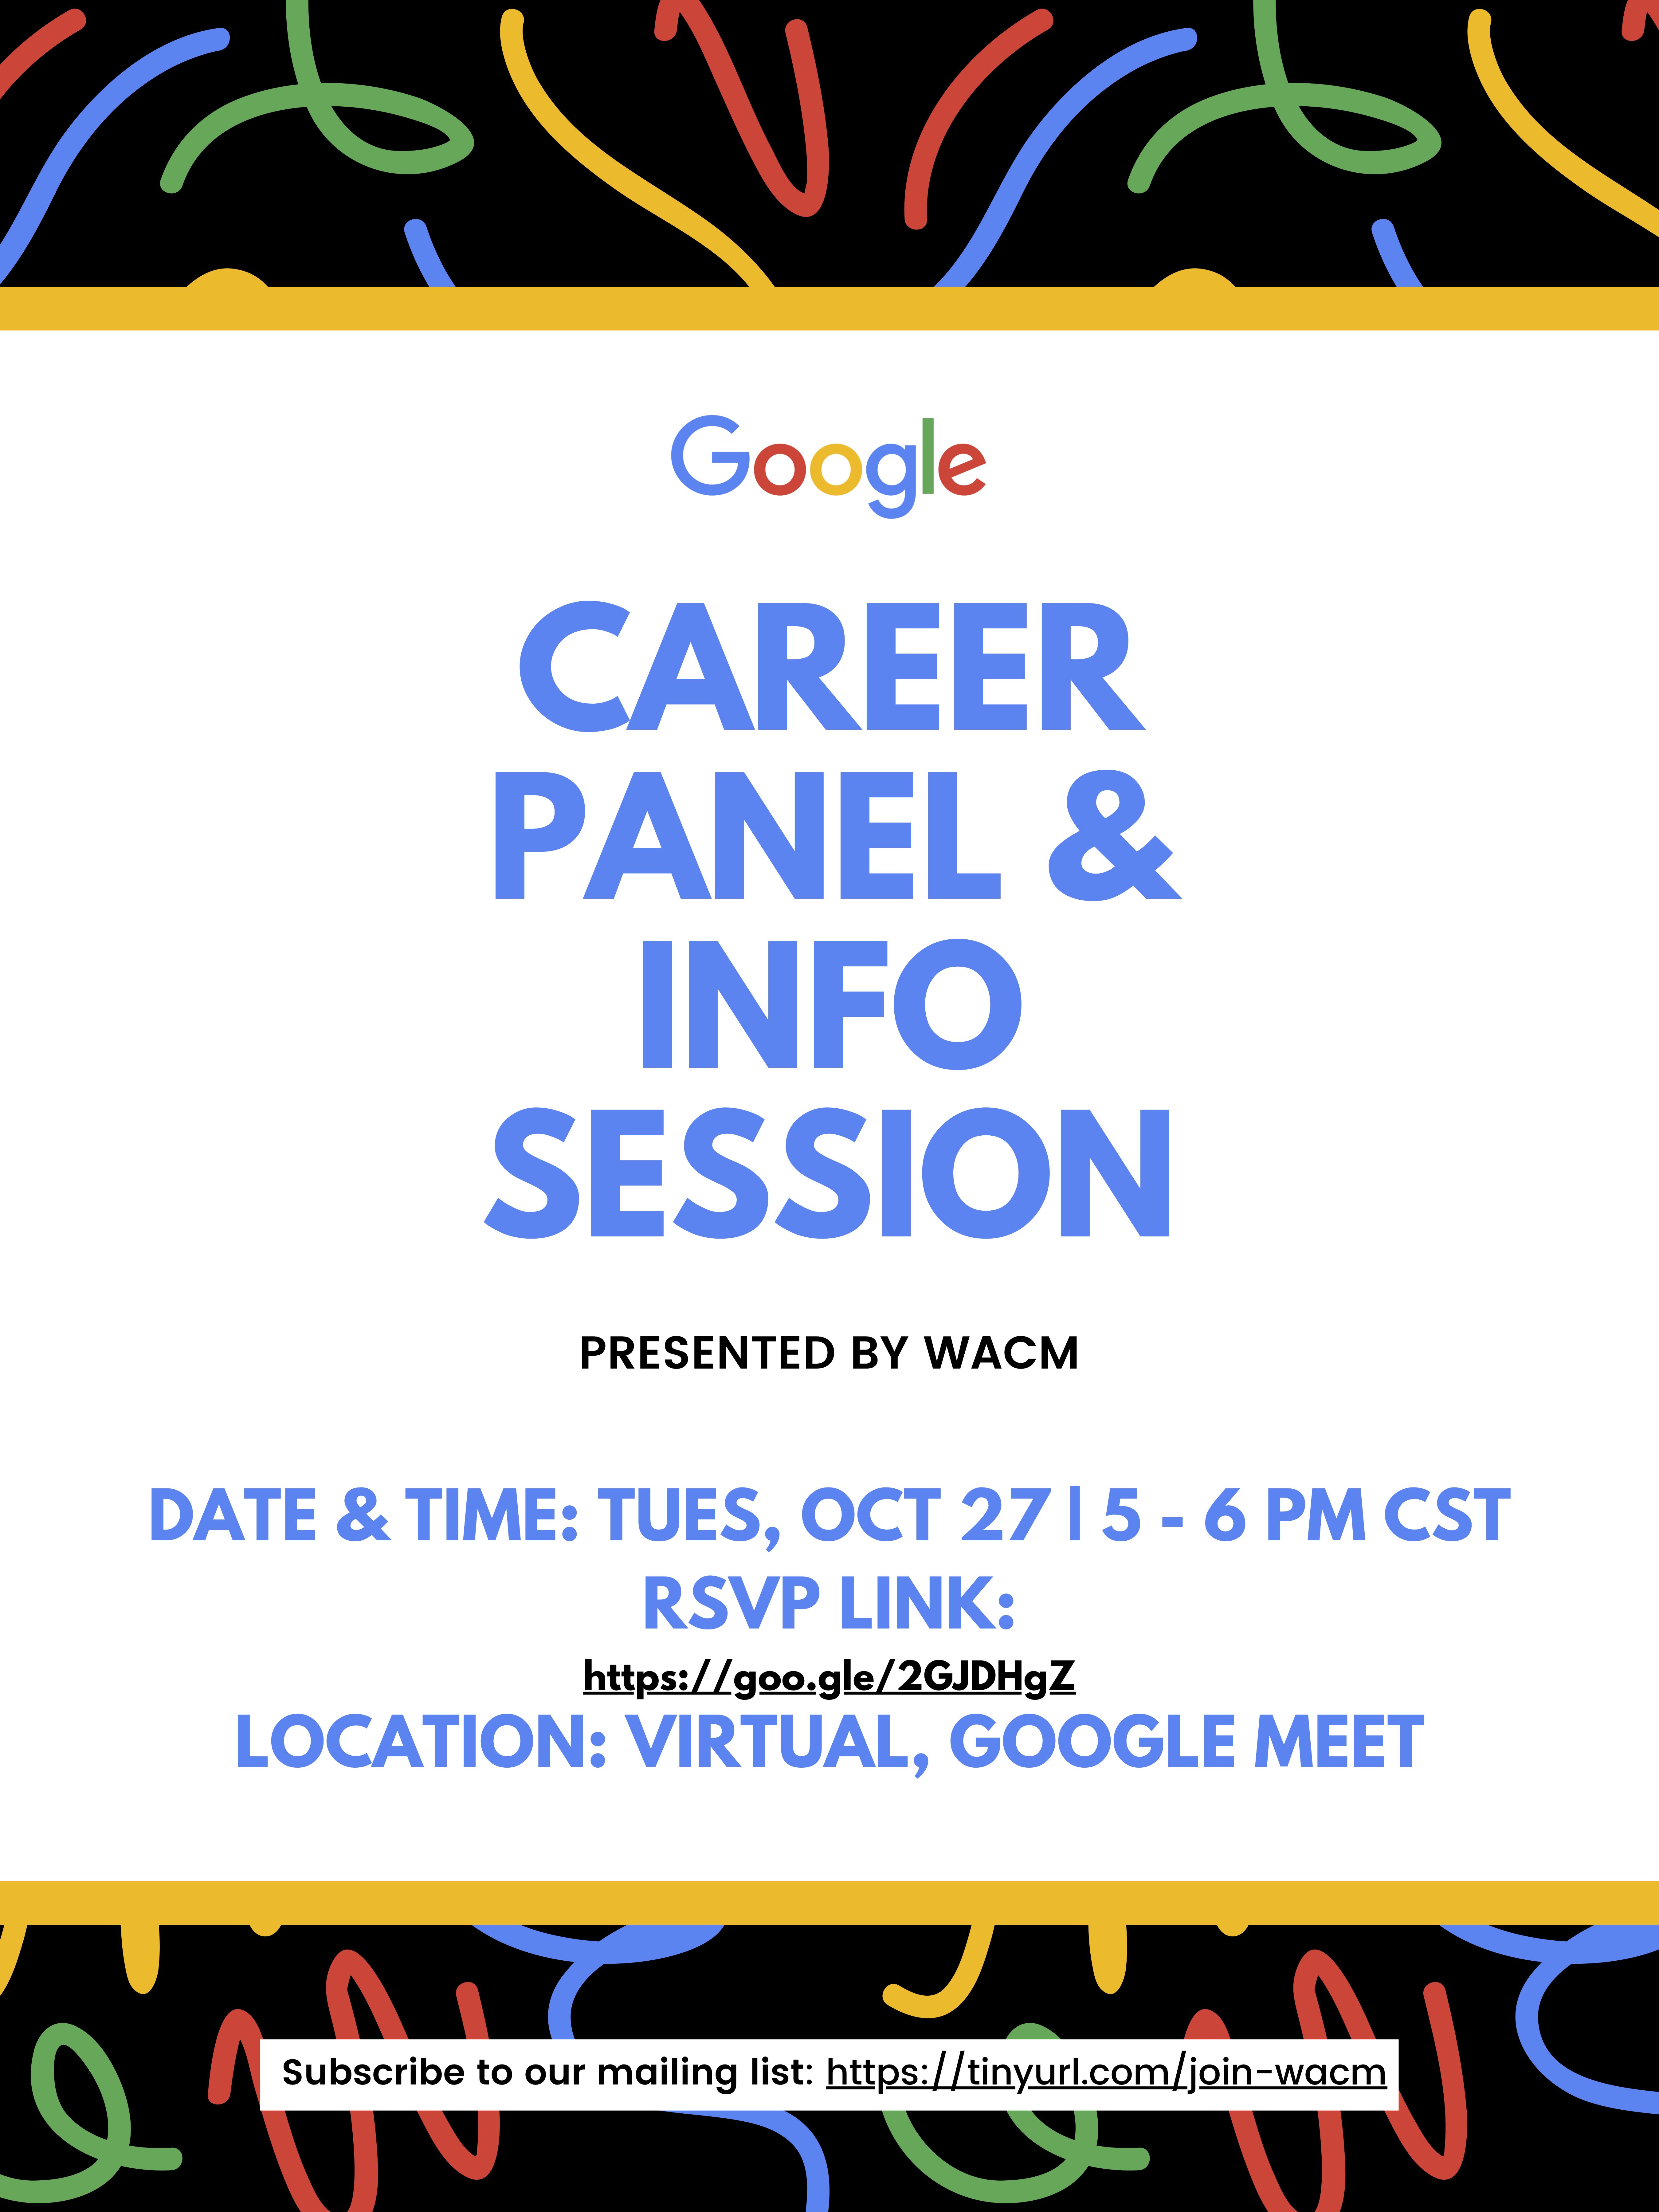 Google
CAREER
PANEL &
INFO
SESSION
PRESENTED BY WACM
DATE & TIME: TUES, OCT 27 | 5 - 6 PM CST
RSVP LINK:
https://goo.gle/2GJDHgZ
LOCATION: VIRTUAL, GOOGLE MEET
Subscribe to our mailing list: https://tinyurl.com/join-wacm